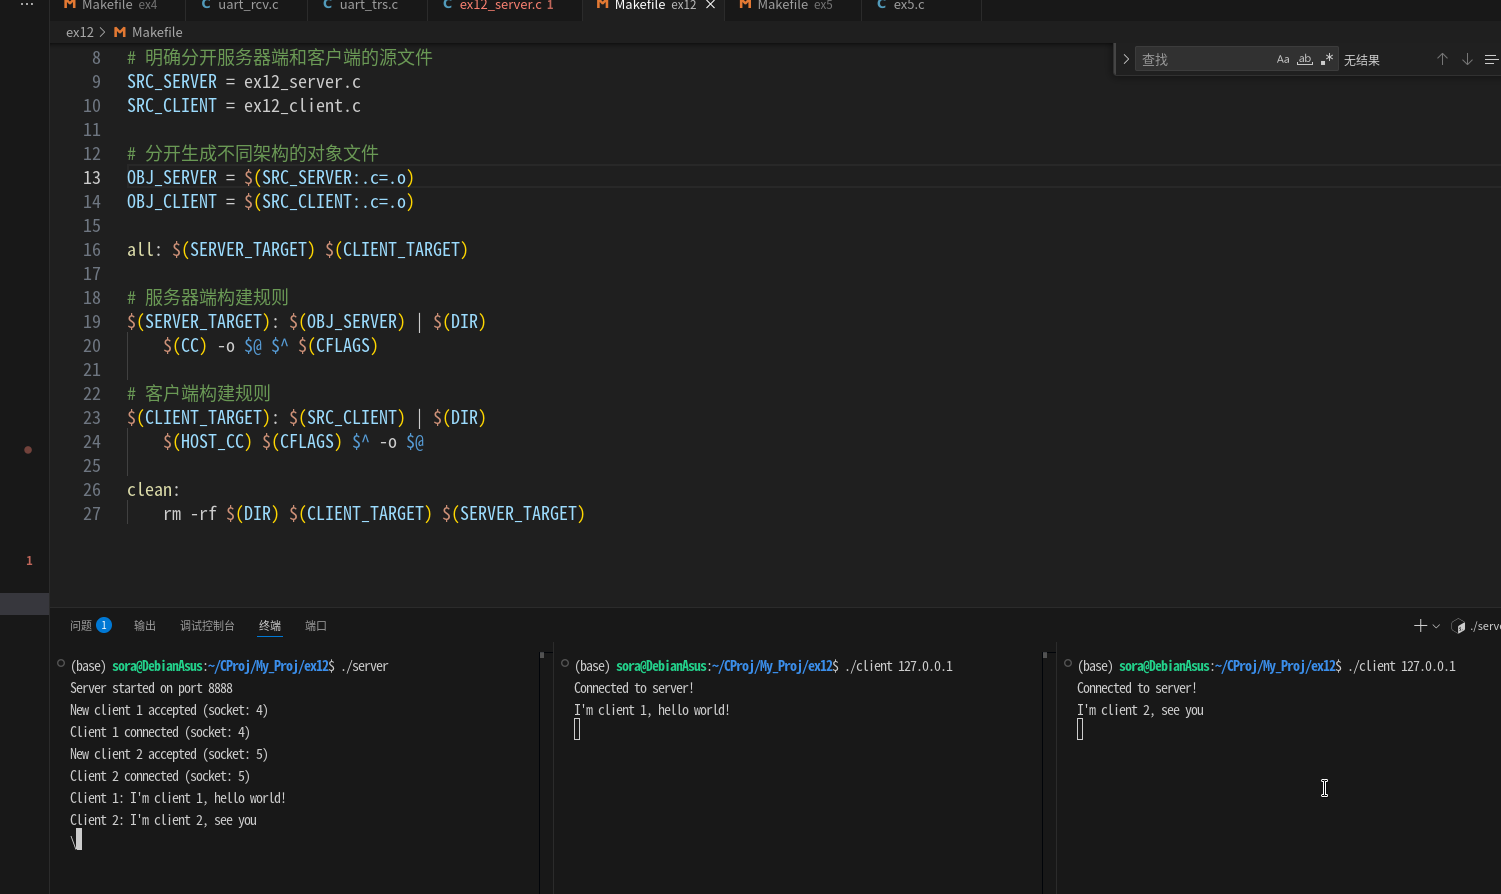 Makefile ex4
uart_rcv.c
uart_trs.c
ex12_server.c 1
Makefile ex12
Makefile ex5
ex5.c
ex12 > Makefile
查找
Aa
ab
.*
无结果
8 # 明确分开服务器端和客户端的源文件
9 SRC_SERVER = ex12_server.c
10 SRC_CLIENT = ex12_client.c
11
12 # 分开生成不同架构的对象文件
13 OBJ_SERVER = $(SRC_SERVER:.c=.o)
14 OBJ_CLIENT = $(SRC_CLIENT:.c=.o)
15
16 all: $(SERVER_TARGET) $(CLIENT_TARGET)
17
18 # 服务器端构建规则
19 $(SERVER_TARGET): $(OBJ_SERVER) | $(DIR)
20 $(CC) -o $@ $^ $(CFLAGS)
21
22 # 客户端构建规则
23 $(CLIENT_TARGET): $(SRC_CLIENT) | $(DIR)
24 $(HOST_CC) $(CFLAGS) $^ -o $@
25
26 clean:
27 rm -rf $(DIR) $(CLIENT_TARGET) $(SERVER_TARGET)
1
问题 1 输出 调试控制台 终端 端口
./serve
(base) sora@DebianAsus:~/CProj/My_Proj/ex12$ ./server
Server started on port 8888
New client 1 accepted (socket: 4)
Client 1 connected (socket: 4)
New client 2 accepted (socket: 5)
Client 2 connected (socket: 5)
Client 1: I'm client 1, hello world!
Client 2: I'm client 2, see you
\
(base) sora@DebianAsus:~/CProj/My_Proj/ex12$ ./client 127.0.0.1
Connected to server!
I'm client 1, hello world!
(base) sora@DebianAsus:~/CProj/My_Proj/ex12$ ./client 127.0.0.1
Connected to server!
I'm client 2, see you